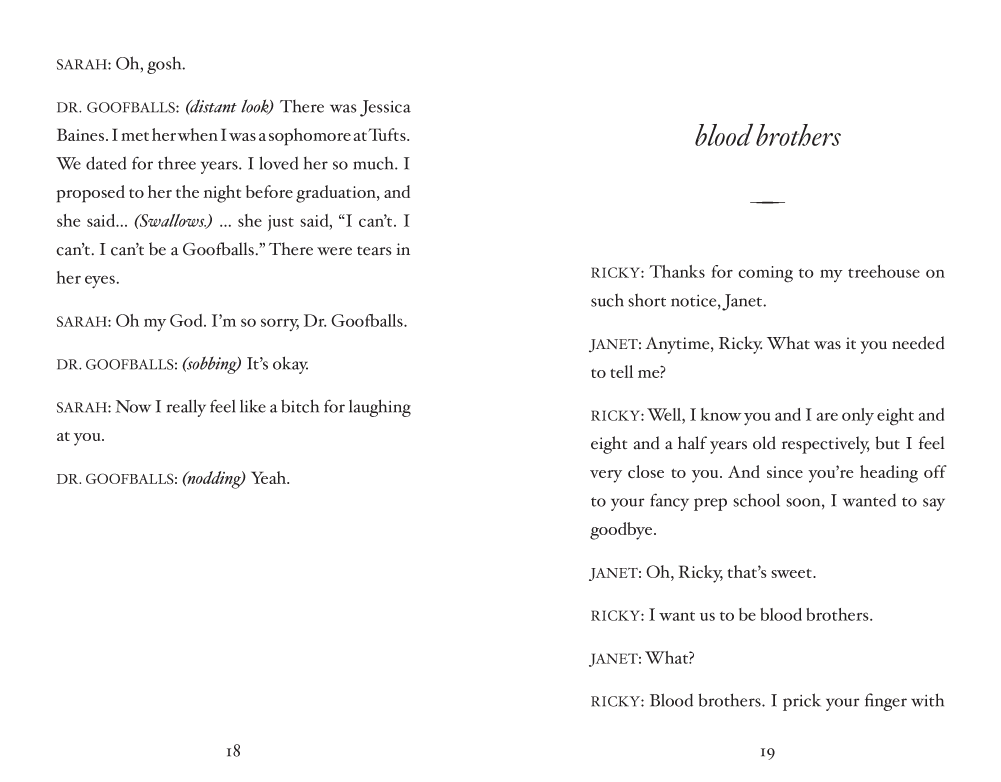 SARAH: Oh, gosh.
DR. GOOFBALLS: (distant look) There was Jessica
Baines. I met her when I was a sophomore at Tufts.
We dated for three years. I loved her so much. I
proposed to her the night before graduation, and
she said... (Swallows.) ... she just said, “I can’t. I
can’t. I can’t be a Goofballs.” There were tears in
her eyes.
SARAH: Oh my God. I’m so sorry, Dr. Goofballs.
DR. GOOFBALLS: (sobbing) It’s okay.
SARAH: Now I really feel like a bitch for laughing
at you.
DR. GOOFBALLS: (nodding) Yeah.
18
blood brothers
RICKY: Thanks for coming to my treehouse on
such short notice, Janet.
JANET: Anytime, Ricky. What was it you needed
to tell me?
RICKY: Well, I know you and I are only eight and
eight and a half years old respectively, but I feel
very close to you. And since you’re heading off
to your fancy prep school soon, I wanted to say
goodbye.
JANET: Oh, Ricky, that’s sweet.
RICKY: I want us to be blood brothers.
JANET: What?
RICKY: Blood brothers. I prick your finger with
19